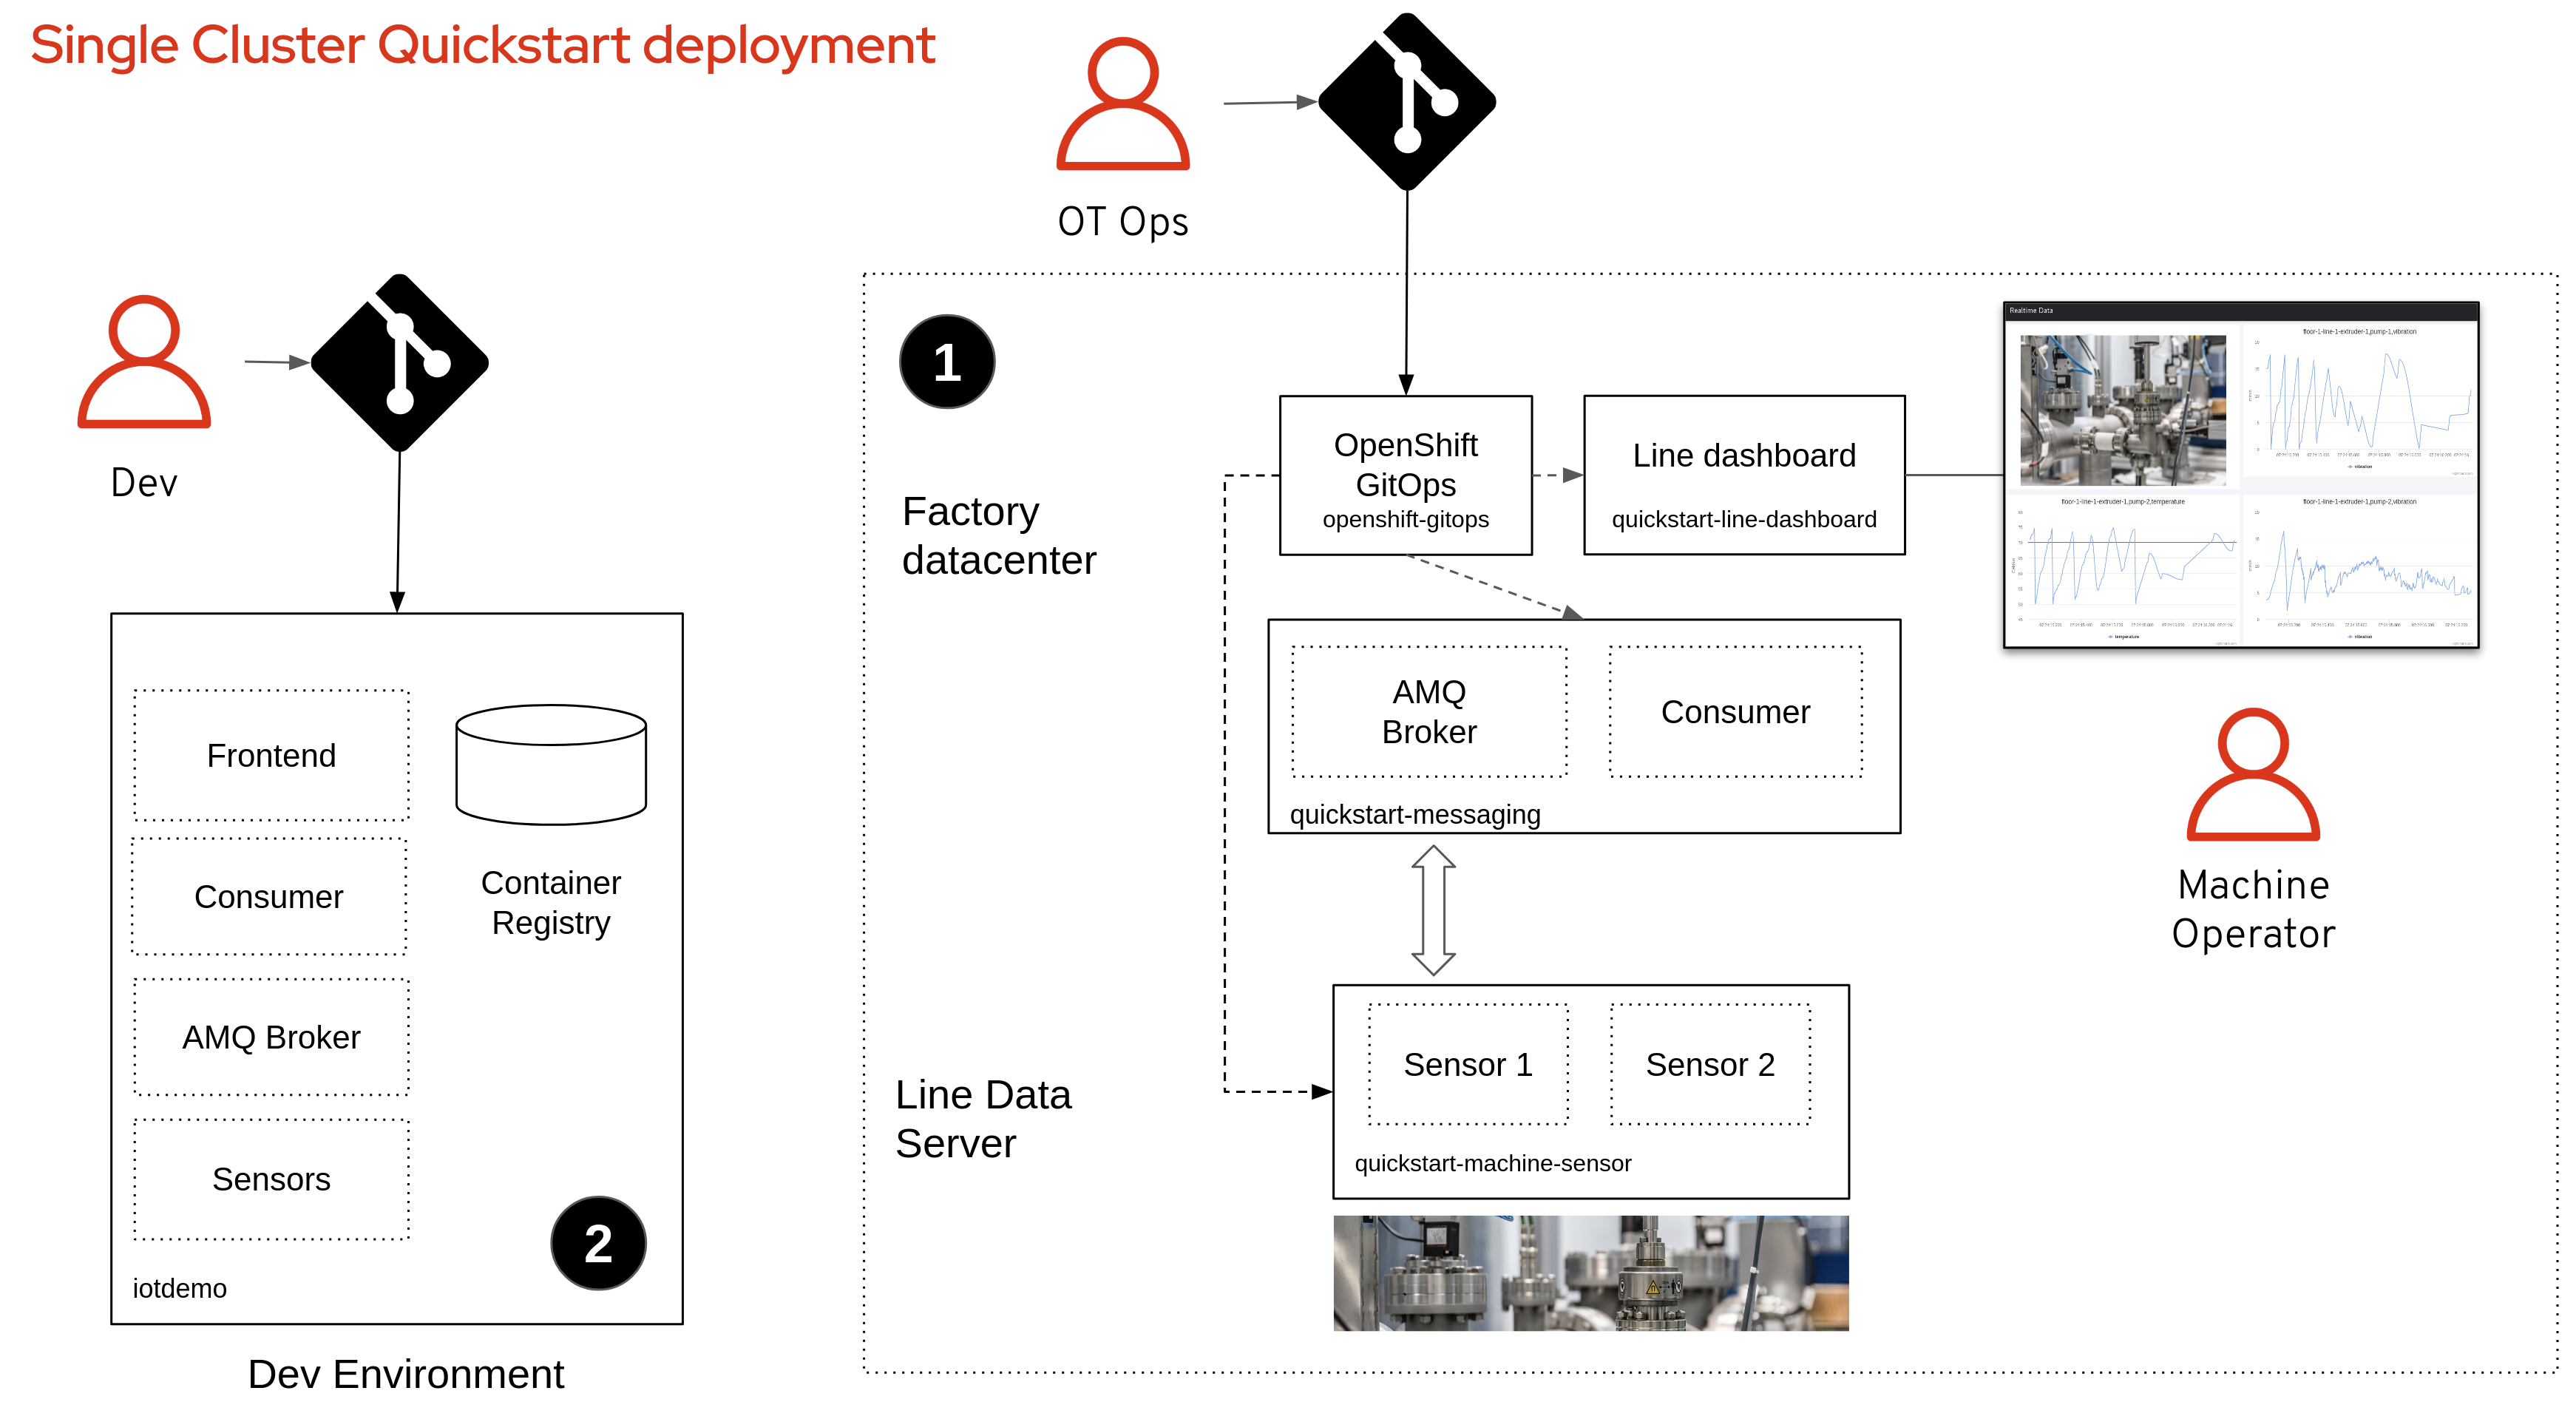 Single Cluster Quickstart deployment
OT Ops
Dev
1
Factory
datacenter
OpenShift
GitOps
openshift-gitops
Line dashboard
quickstart-line-dashboard
Realtime Data
floor-1-line-1-extruder-1,pump-1,vibration
vibration
floor-1-line-1-extruder-1,pump-2,temperature
temperature
floor-1-line-1-extruder-1,pump-2,vibration
vibration
AMQ
Broker
Consumer
quickstart-messaging
Machine
Operator
Line Data
Server
Sensor 1
Sensor 2
quickstart-machine-sensor
Frontend
Consumer
AMQ Broker
Sensors
Container
Registry
2
iotdemo
Dev Environment